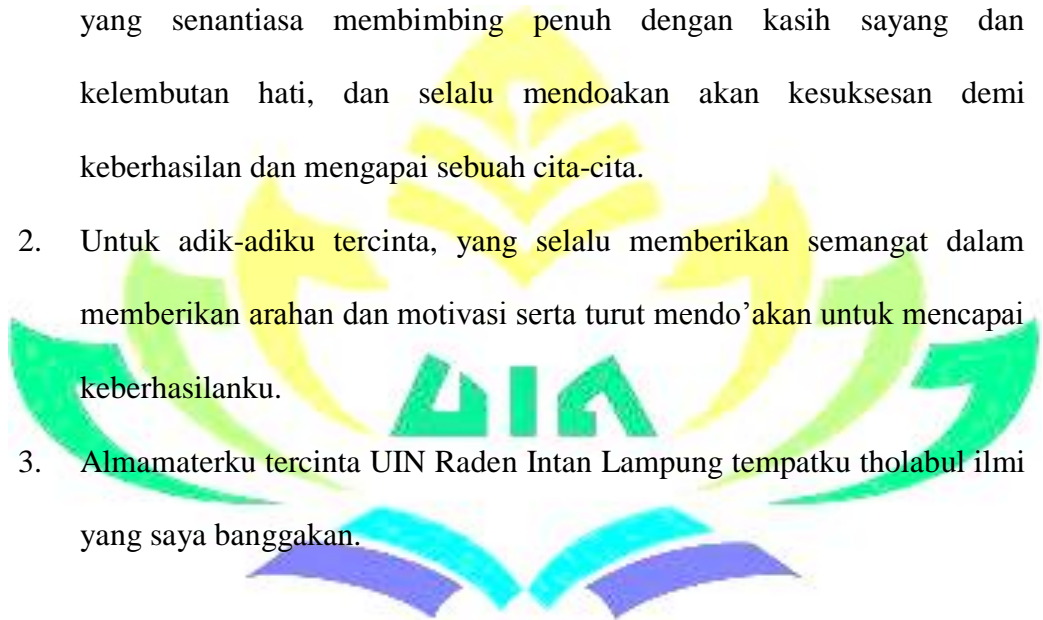 yang senantiasa membimbing penuh dengan kasih sayang dan
kelembutan hati, dan selalu mendoakan akan kesuksesan demi
keberhasilan dan mengapai sebuah cita-cita.
2. Untuk adik-adiku tercinta, yang selalu memberikan semangat dalam
memberikan arahan dan motivasi serta turut mendo’akan untuk mencapai
keberhasilanku.
UIN
3. Almamaterku tercinta UIN Raden Intan Lampung tempatku tholabul ilmi
yang saya banggakan.